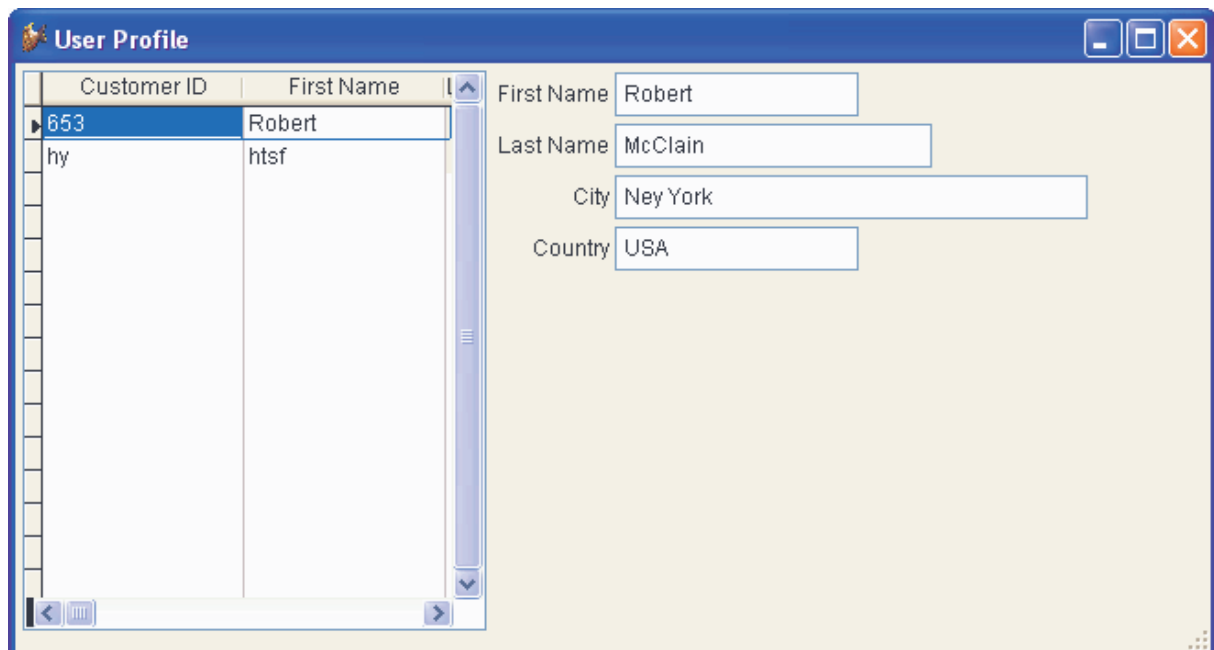 User Profile
Customer ID First Name L
653 Robert
hy htsf
First Name Robert
Last Name McClain
City Ney York
Country USA